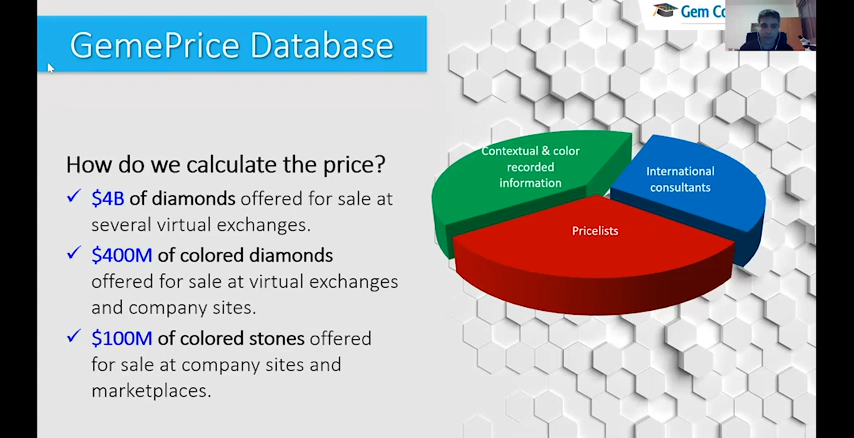 GemePrice Database
Gem
How do we calculate the price?
$4B of diamonds offered for sale at
several virtual exchanges.
$400M of colored diamonds
offered for sale at virtual exchanges
and company sites.
$100M of colored stones offered
for sale at company sites and
marketplaces.
Contextual & color
recorded
information
International
consultants
Pricelists